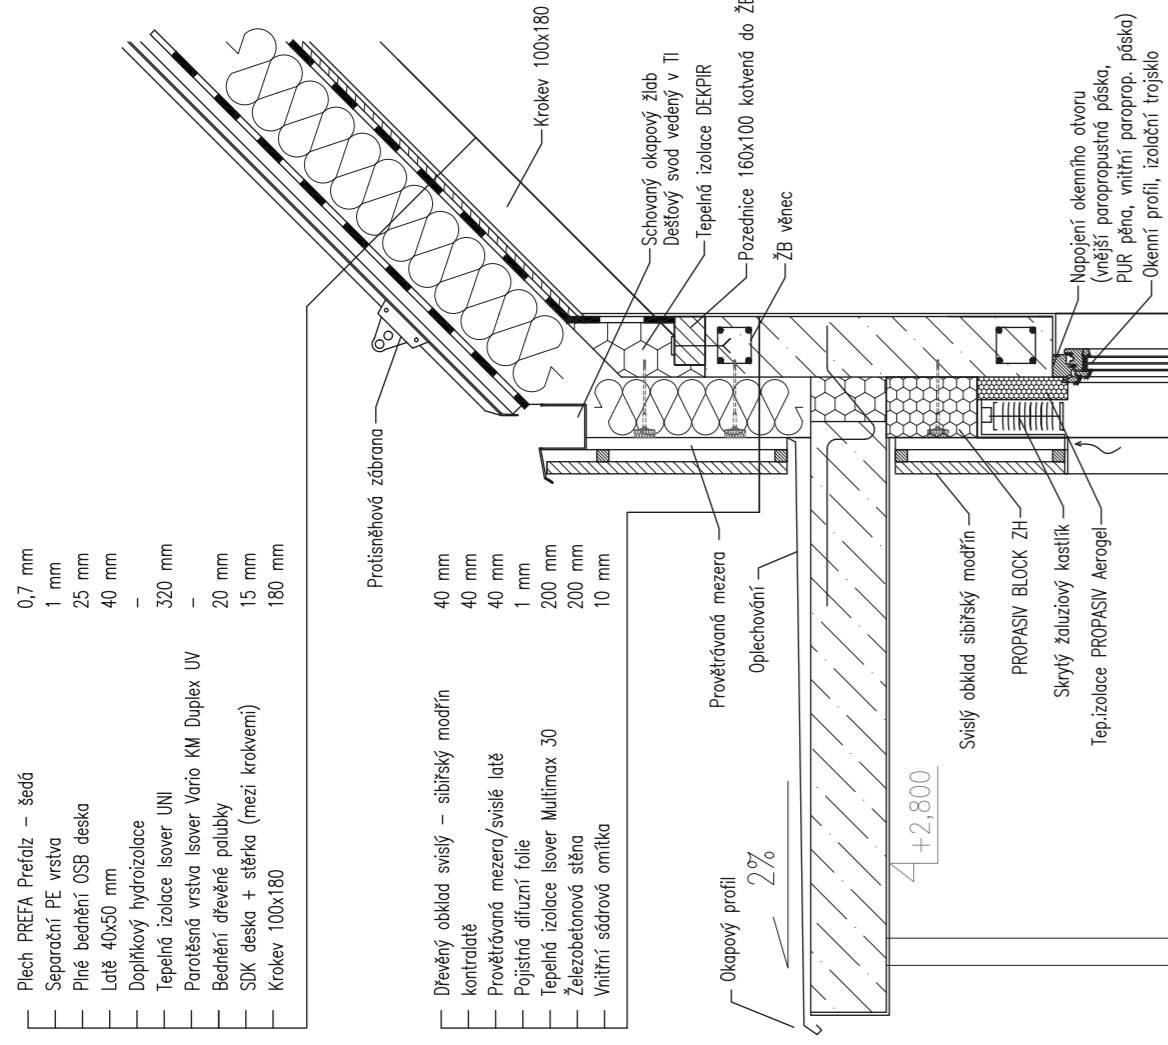 Plech PREFA Prefalz – šedá 0,7 mm
Separační PE vrstva 1 mm
Plné bednění OSB deska 25 mm
Latě 40x50 mm 40 mm
Doplňkový hydroizolace –
Tepelná izolace Isover UNI 320 mm
Parotěsná vrstva Isover Vario KM Duplex UV –
Bednění dřevěné palubky 20 mm
SDK deska + stěrka (mezi krokvemi) 15 mm
Krokev 100x180 180 mm
Protisněhová zábrana
Krokev 100x180
Dřevěný obklad svislý – sibiřský modřín 40 mm
kontralatě 40 mm
Provětrávaná mezera/svislé latě 40 mm
Pojistná difuzní folie 1 mm
Tepelná izolace Isover Multimax 30 200 mm
Železobetonová stěna 200 mm
Vnitřní sádrová omítka 10 mm
Schovaný okapový žlab
Dešťový svod vedený v TI
Tepelná izolace DEKPIR
Pozednice 160x100 kotvená do ŽB
ŽB věnec
Provětrávaná mezera
Oplechování
Okapový profil
2%
+2,800
Svislý obklad sibiřský modřín
PROPASIV BLOCK ZH
Skrytý žaluziový kastlík
Tep.izolace PROPASIV Aerogel
Napojení okenního otvoru
(vnější paropropustná páska,
PUR pěna, vnitřní paroprop. páska)
Okenní profil, izolační trojsklo